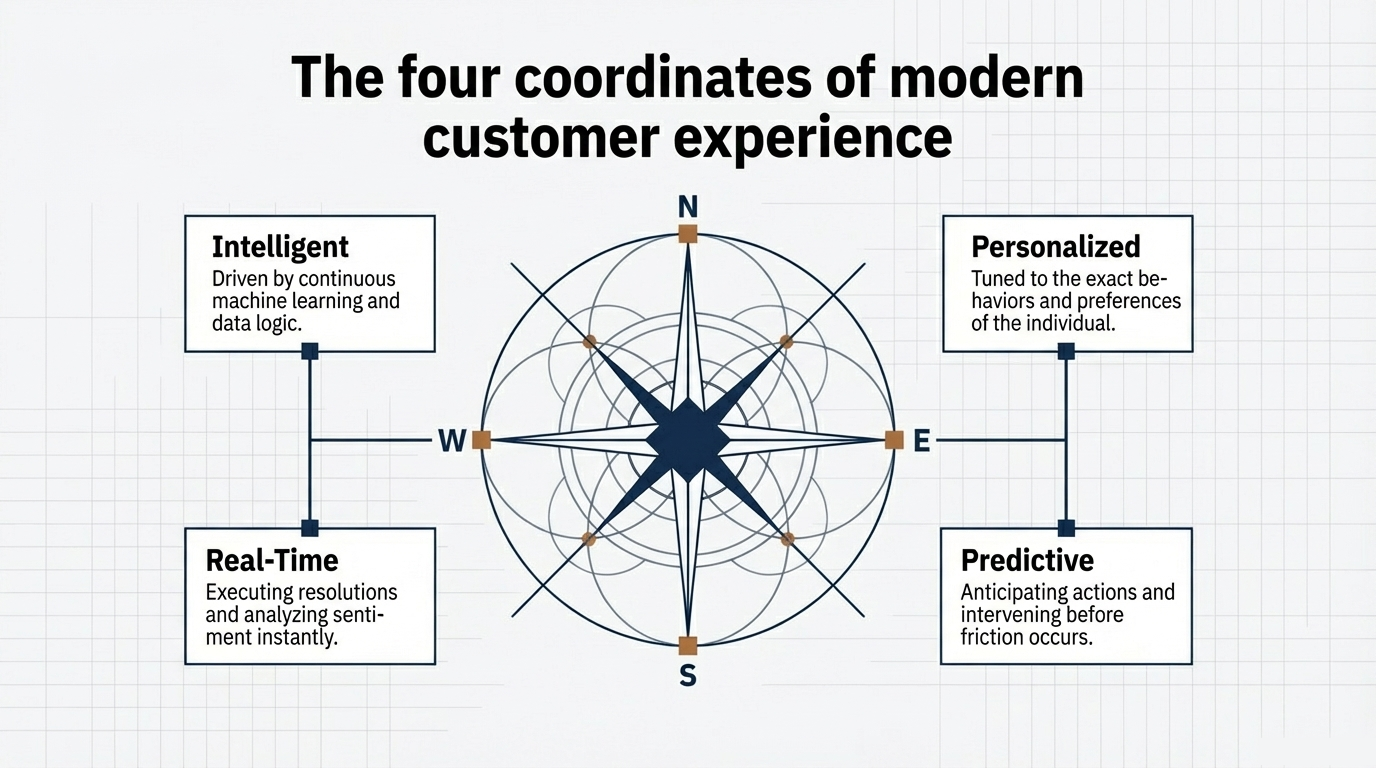 The four coordinates of modern
customer experience
N
Intelligent
Driven by continuous
machine learning and
data logic.
Personalized
Tuned to the exact be-
haviors and preferences
of the individual.
W
E
Real-Time
Executing resolutions
and analyzing senti-
ment instantly.
Predictive
Anticipating actions and
intervening before
friction occurs.
S